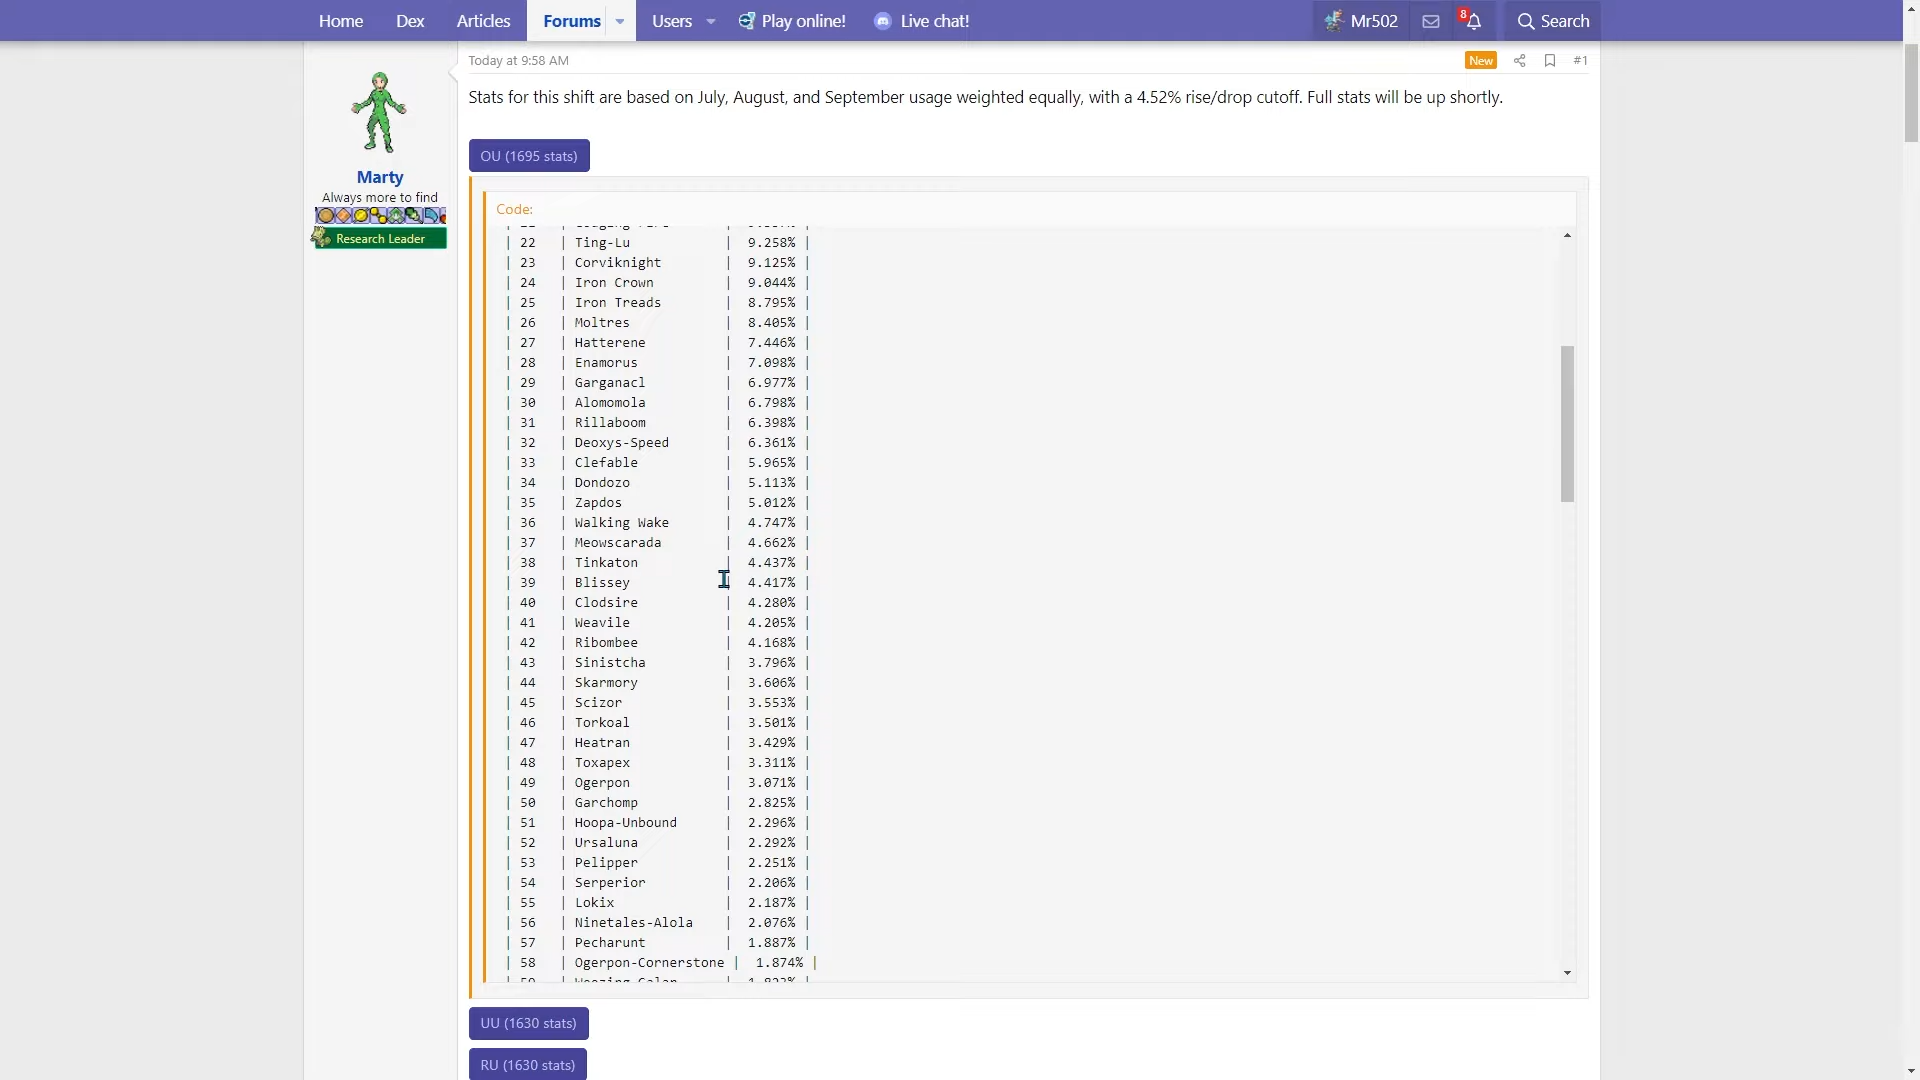 Home Dex Articles Forums Users Play online! Live chat! Mr502 8 Search
Today at 9:58 AM New #1
Stats for this shift are based on July, August, and September usage weighted equally, with a 4.52% rise/drop cutoff. Full stats will be up shortly.
Marty
Always more to find
Research Leader
OU (1695 stats)
Code:
| 22 | Ting-Lu | 9.258% |
| 23 | Corviknight | 9.125% |
| 24 | Iron Crown | 9.044% |
| 25 | Iron Treads | 8.795% |
| 26 | Moltres | 8.405% |
| 27 | Hatterene | 7.446% |
| 28 | Enamorus | 7.098% |
| 29 | Garganacl | 6.977% |
| 30 | Alomomola | 6.798% |
| 31 | Rillaboom | 6.398% |
| 32 | Deoxys-Speed | 6.361% |
| 33 | Clefable | 5.965% |
| 34 | Dondozo | 5.113% |
| 35 | Zapdos | 5.012% |
| 36 | Walking Wake | 4.747% |
| 37 | Meowscarada | 4.662% |
| 38 | Tinkaton | 4.437% |
| 39 | Blissey | 4.417% |
| 40 | Clodsire | 4.280% |
| 41 | Weavile | 4.205% |
| 42 | Ribombee | 4.168% |
| 43 | Sinistcha | 3.796% |
| 44 | Skarmory | 3.606% |
| 45 | Scizor | 3.553% |
| 46 | Torkoal | 3.501% |
| 47 | Heatran | 3.429% |
| 48 | Toxapex | 3.311% |
| 49 | Ogerpon | 3.071% |
| 50 | Garchomp | 2.825% |
| 51 | Hoopa-Unbound | 2.296% |
| 52 | Ursaluna | 2.292% |
| 53 | Pelipper | 2.251% |
| 54 | Serperior | 2.206% |
| 55 | Lokix | 2.187% |
| 56 | Ninetales-Alola | 2.076% |
| 57 | Pecharunt | 1.887% |
| 58 | Ogerpon-Cornerstone | 1.874% |
UU (1630 stats)
RU (1630 stats)